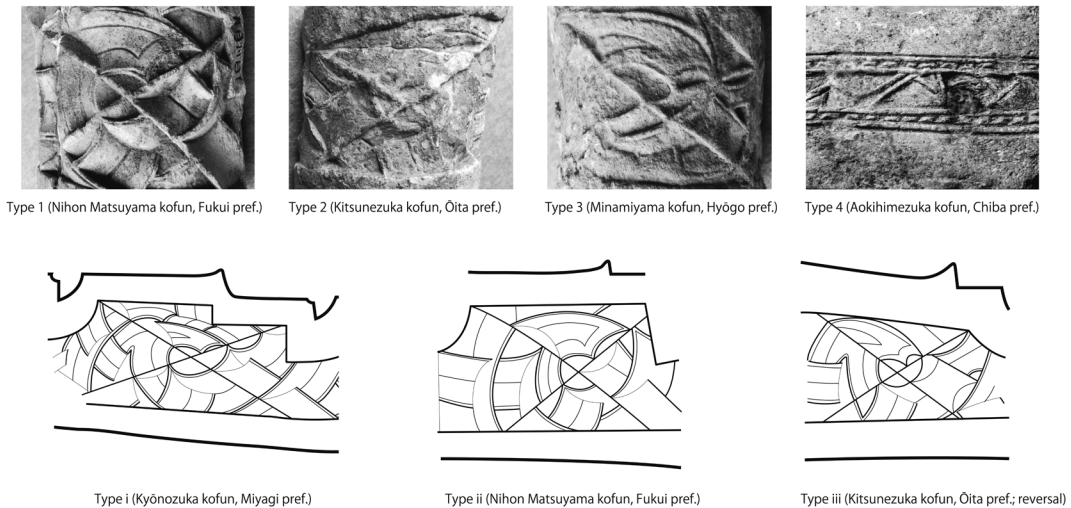 Type 1 (Nihon Matsuyama kofun, Fukui pref.)
Type 2 (Kitsunezuka kofun, Ōita pref.)
Type 3 (Minamiyama kofun, Hyōgo pref.)
Type 4 (Aokihimezuka kofun, Chiba pref.)
Type i (Kyōnozuka kofun, Miyagi pref.)
Type ii (Nihon Matsuyama kofun, Fukui pref.)
Type iii (Kitsunezuka kofun, Ōita pref.; reversal)